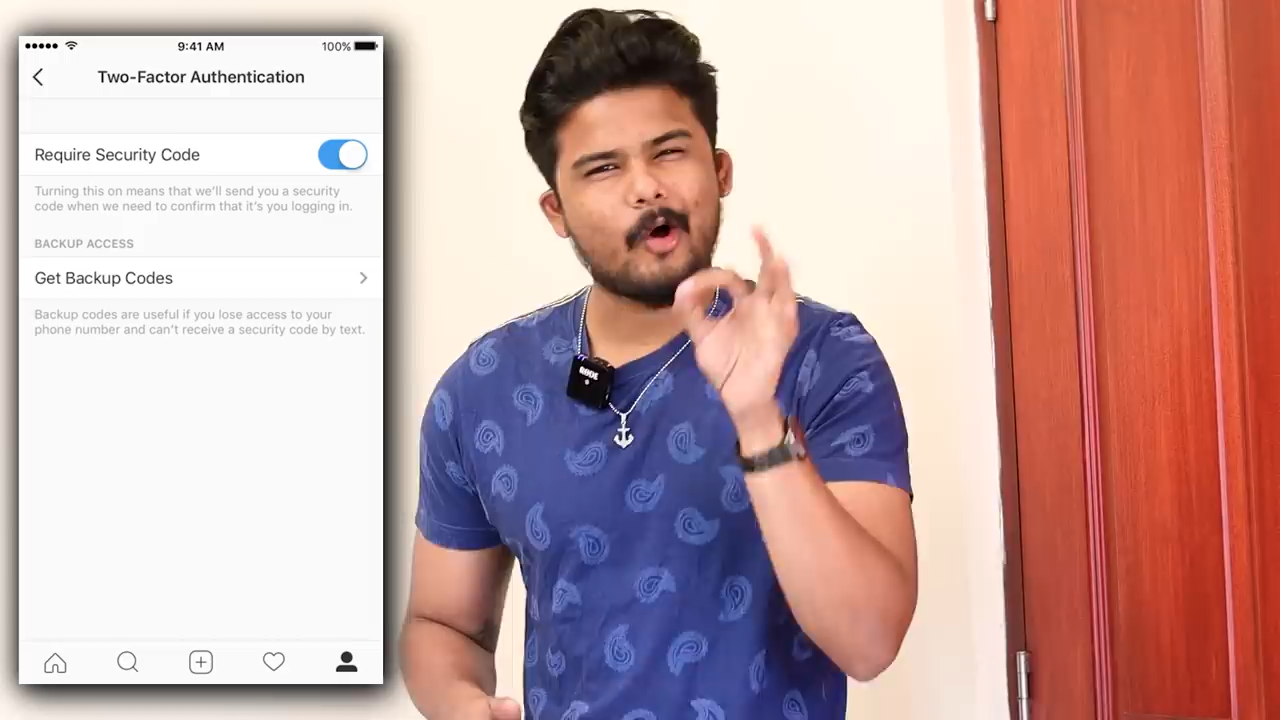 9:41 AM
100%
Two-Factor Authentication
Require Security Code
Turning this on means that we'll send you a security
code when we need to confirm that it's you logging in.
BACKUP ACCESS
Get Backup Codes
Backup codes are useful if you lose access to your
phone number and can't receive a security code by text.
RODE